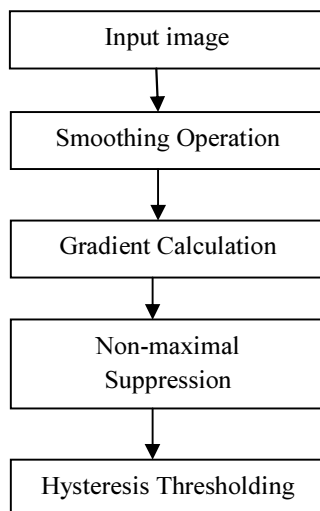 Input image
Smoothing Operation
Gradient Calculation
Non-maximal
Suppression
Hysteresis Thresholding